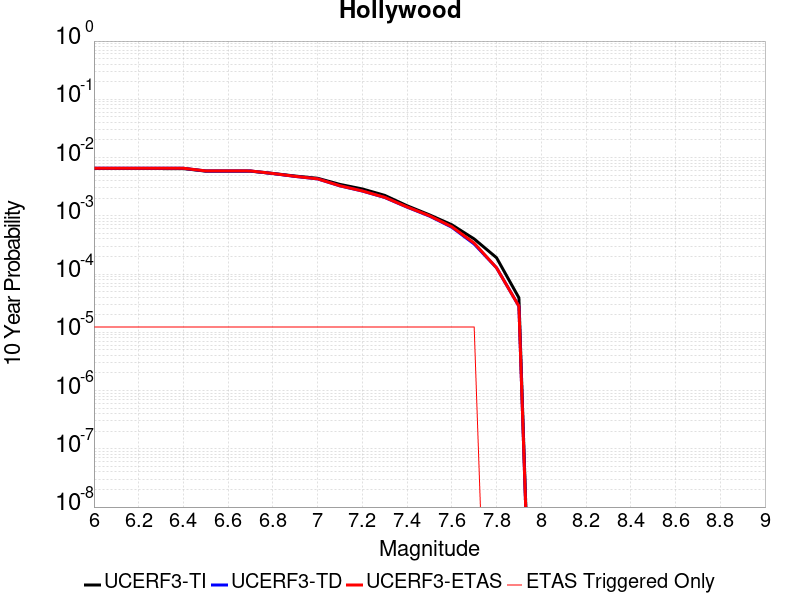 Hollywood
10^0
10^-1
10^-2
10^-3
10^-4
10^-5
10^-6
10^-7
10^-8
10 Year Probability
6 6.2 6.4 6.6 6.8 7 7.2 7.4 7.6 7.8 8 8.2 8.4 8.6 8.8 9
Magnitude
UCERF3-TI UCERF3-TD UCERF3-ETAS ETAS Triggered Only